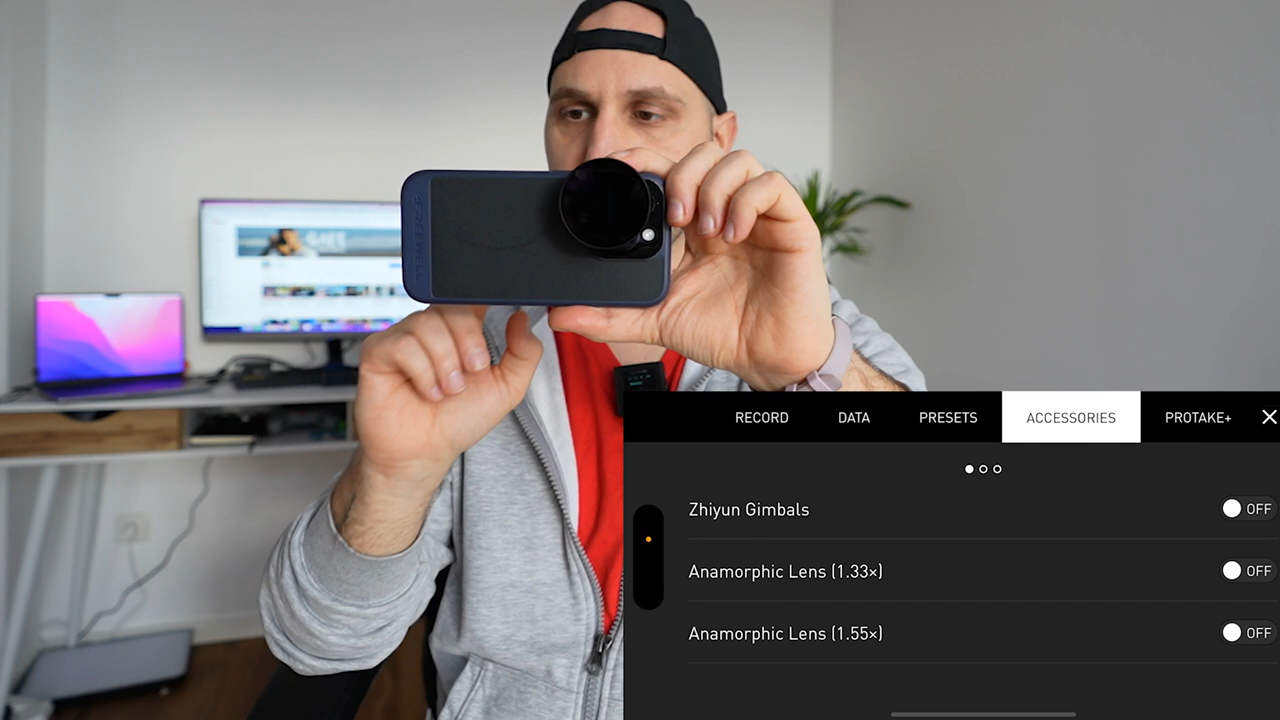 RECORD DATA PRESETS ACCESSORIES PROTAKE+
Zhiyun Gimbals OFF
Anamorphic Lens (1.33×) OFF
Anamorphic Lens (1.55×) OFF